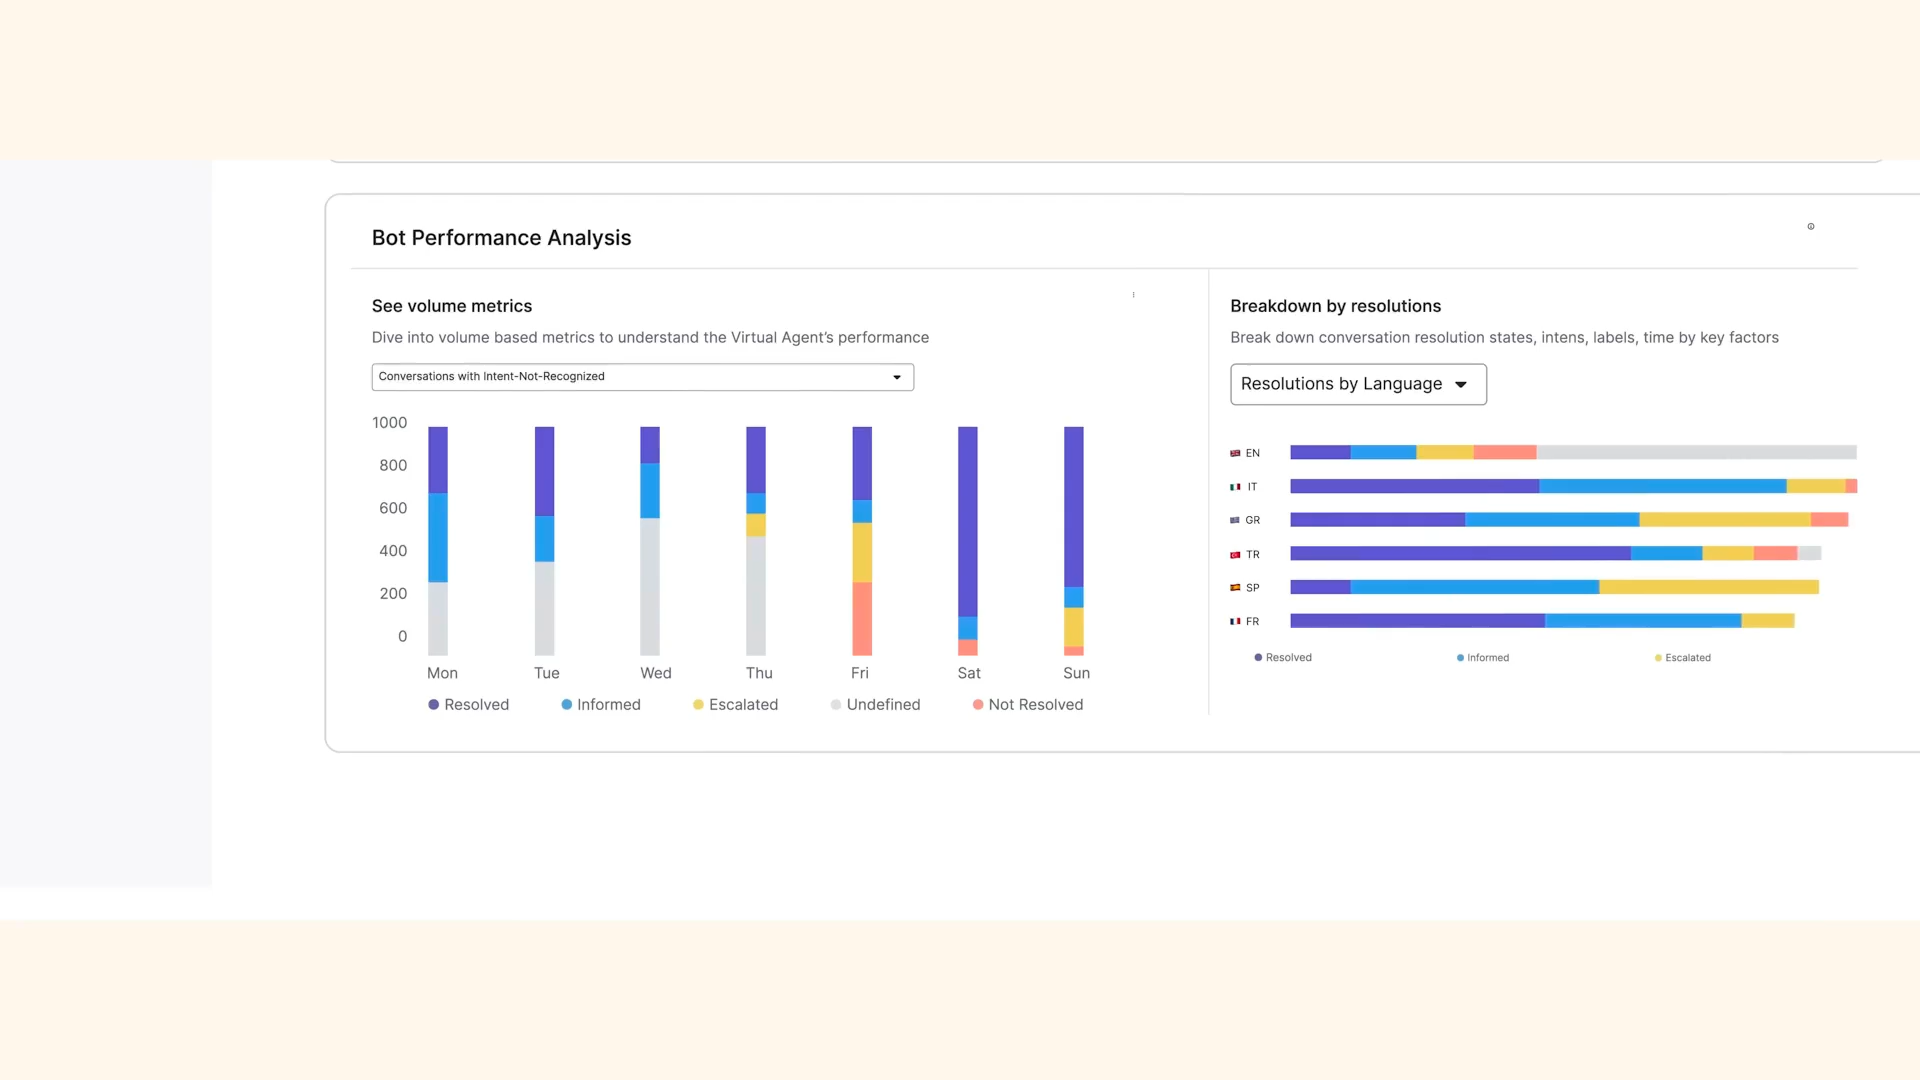 Bot Performance Analysis
See volume metrics
Dive into volume based metrics to understand the Virtual Agent's performance
Conversations with Intent-Not-Recognized
1000
800
600
400
200
0
Mon Tue Wed Thu Fri Sat Sun
Resolved Informed Escalated Undefined Not Resolved
Breakdown by resolutions
Break down conversation resolution states, intens, labels, time by key factors
Resolutions by Language
EN
IT
GR
TR
SP
FR
Resolved Informed Escalated